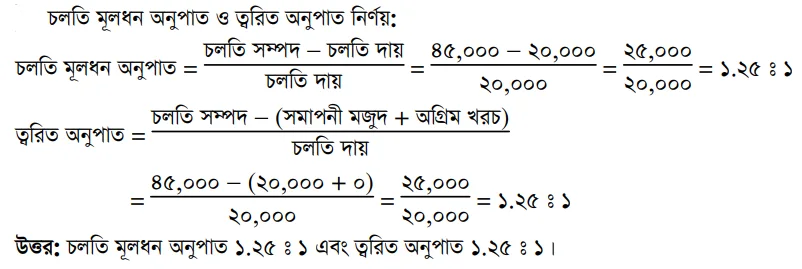 চলতি মূলধন অনুপাত ও ত্বরিত অনুপাত নির্ণয়:
চলতি মূলধন অনুপাত = চলতি সম্পদ − চলতি দায় / চলতি দায় = ৪৫,০০০ − ২০,০০০ / ২০,০০০ = ২৫,০০০ / ২০,০০০ = ১.২৫ ঃ ১
ত্বরিত অনুপাত = চলতি সম্পদ − (সমাপনী মজুদ + অগ্রিম খরচ) / চলতি দায়
= ৪৫,০০০ − (২০,০০০ + ০) / ২০,০০০ = ২৫,০০০ / ২০,০০০ = ১.২৫ ঃ ১
উত্তর: চলতি মূলধন অনুপাত ১.২৫ ঃ ১ এবং ত্বরিত অনুপাত ১.২৫ ঃ ১।